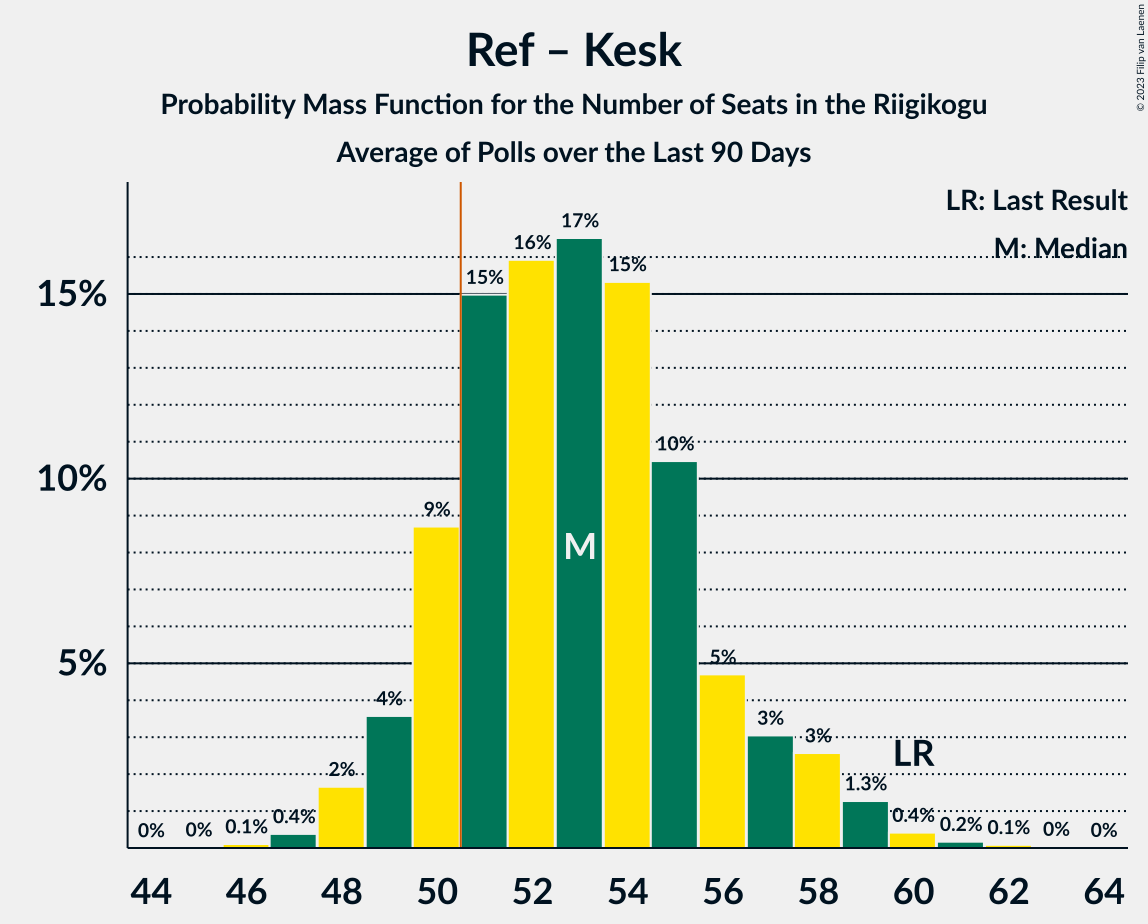 Ref – Kesk
Probability Mass Function for the Number of Seats in the Riigikogu
Average of Polls over the Last 90 Days
© 2023 Filip van Laenen
LR: Last Result
M: Median
15%
10%
5%
0%
0%
0.1%
0.4%
2%
4%
9%
15%
16%
17%
15%
10%
5%
3%
3%
1.3%
0.4%
0.2%
0.1%
0%
0%
M
LR
44 46 48 50 52 54 56 58 60 62 64